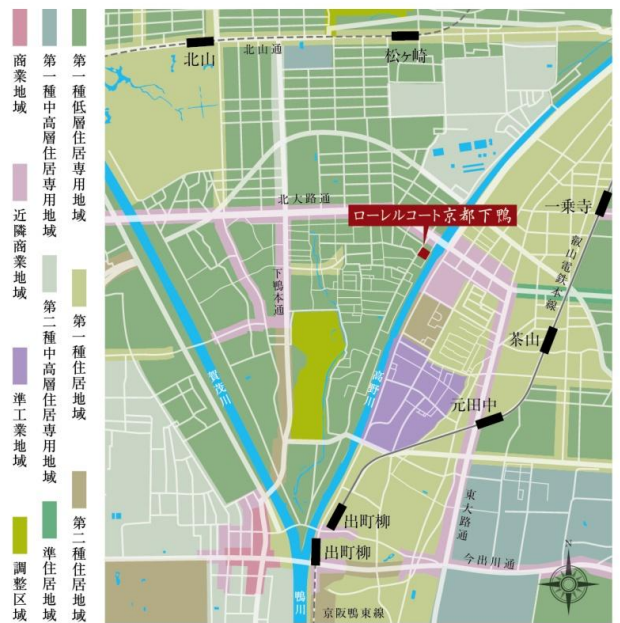 商業地域
近隣商業地域
準工業地域
調整区域
第一種中高層住居専用地域
第二種中高層住居専用地域
準住居地域
第一種低層住居専用地域
第一種住居地域
第二種住居地域
北山
北山通
松ヶ崎
北大路通
ローレルコート京都下鴨
一乗寺
叡山電鉄本線
下鴨本通
茶山
賀茂川
高野川
元田中
東大路通
出町柳
出町柳
今出川通
N
鴨川
京阪鴨東線